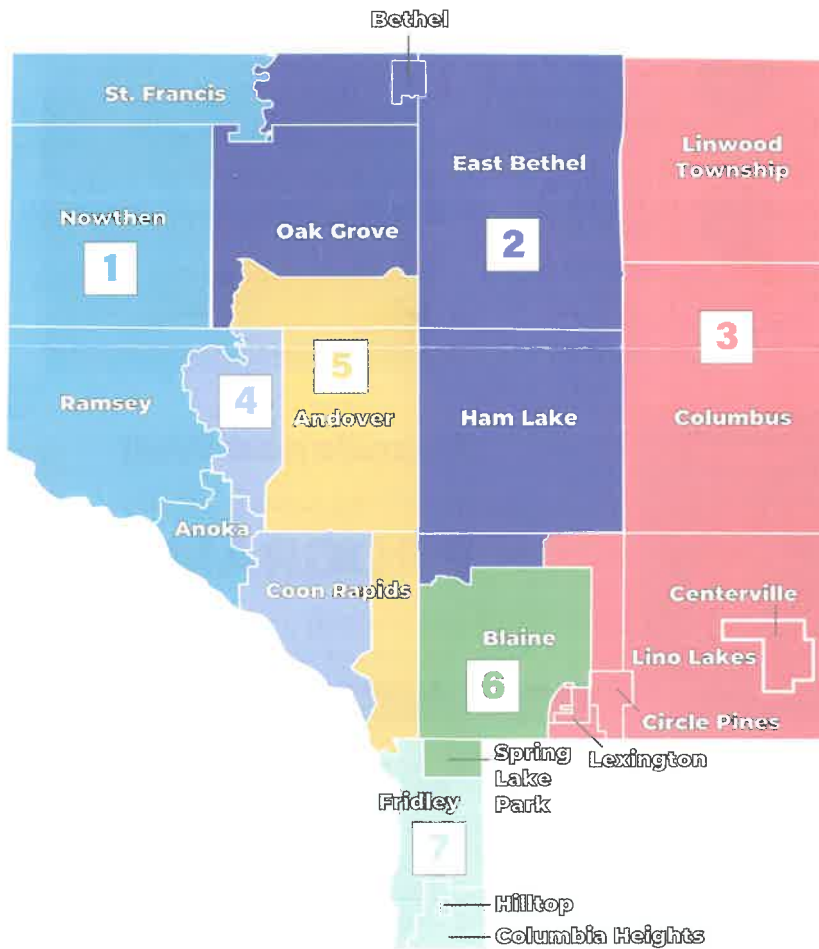 Bethel
St. Francis
Linwood
Township
East Bethel
Nowthen
Oak Grove
1
2
3
5
4
Ramsey
Andover
Ham Lake
Columbus
Anoka
Coon Rapids
Centerville
Blaine
Lino Lakes
6
Circle Pines
Spring
Lake
Park
Lexington
Fridley
7
Hilltop
Columbia Heights